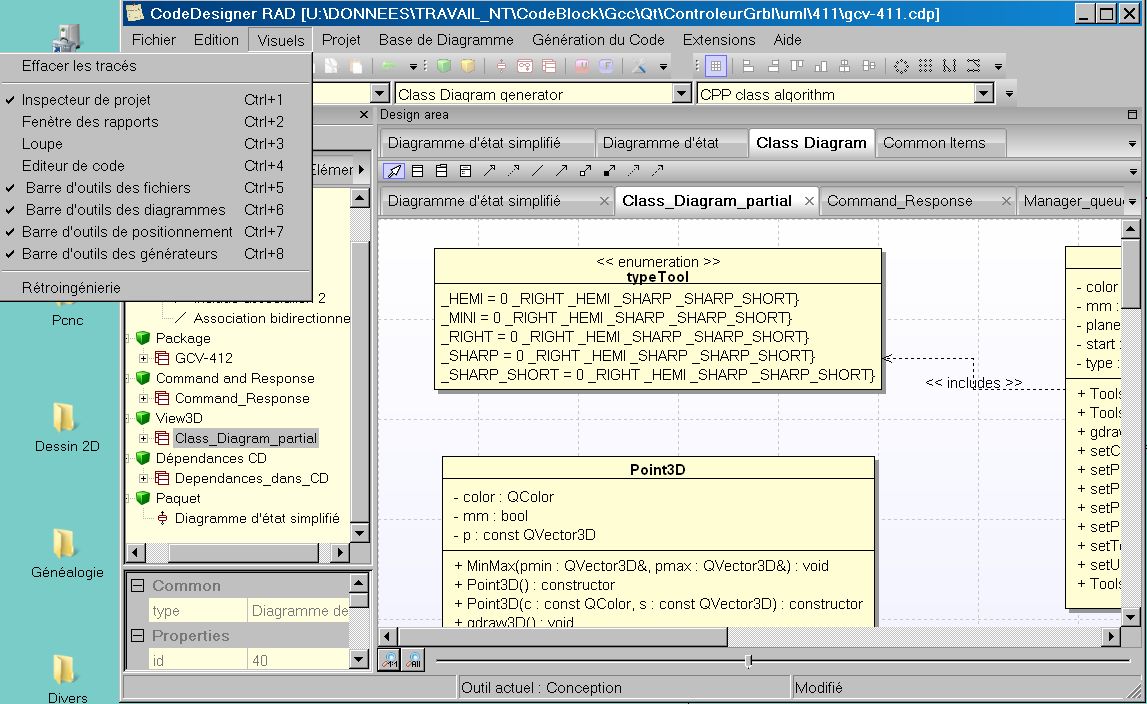 CodeDesigner RAD [U:\DONNEES\TRAVAIL_NT\CodeBlock\Gcc\Qt\ControleurGrbl\uml\411\gcv-411.cdp]
Fichier Edition Visuels Projet Base de Diagramme Génération du Code Extensions Aide
Effacer les tracés
Inspecteur de projet Ctrl+1
Fenêtre des rapports Ctrl+2
Loupe Ctrl+3
Editeur de code Ctrl+4
Barre d'outils des fichiers Ctrl+5
Barre d'outils des diagrammes Ctrl+6
Barre d'outils de positionnement Ctrl+7
Barre d'outils des générateurs Ctrl+8
Rétroingénierie
Class Diagram generator
CPP class algorithm
Design area
Diagramme d'état simplifié Diagramme d'état Class Diagram Common Items
Diagramme d'état simplifié Class_Diagram_partial Command_Response Manager_queu
Élémer
Association bidirectionne
Package
GCV-412
Command and Response
Command_Response
View3D
Class_Diagram_partial
Dépendances CD
Dependances_dans_CD
Paquet
Diagramme d'état simplifié
Common
type Diagramme de
Properties
id 40
Pcnc
Dessin 2D
Généalogie
Divers
<< enumeration >>
typeTool
_HEMI = 0 _RIGHT _HEMI _SHARP _SHARP_SHORT}
_MINI = 0 _RIGHT _HEMI _SHARP _SHARP_SHORT}
_RIGHT = 0 _RIGHT _HEMI _SHARP _SHARP_SHORT}
_SHARP = 0 _RIGHT _HEMI _SHARP _SHARP_SHORT}
_SHARP_SHORT = 0 _RIGHT _HEMI _SHARP _SHARP_SHORT}
<< includes >>
Point3D
- color : QColor
- mm : bool
- p : const QVector3D
+ MinMax(pmin : QVector3D&, pmax : QVector3D&) : void
+ Point3D() : constructor
+ Point3D(c : const QColor, s : const QVector3D) : constructor
+ gdraw3D() : void
- color
- mm :
- plane
- start :
- type :
+ Tools
+ Tools
+ gdraw
+ setC
+ setP
+ setP
+ setP
+ setP
+ setTo
+ setU
+ Tools
Outil actuel : Conception
Modifié